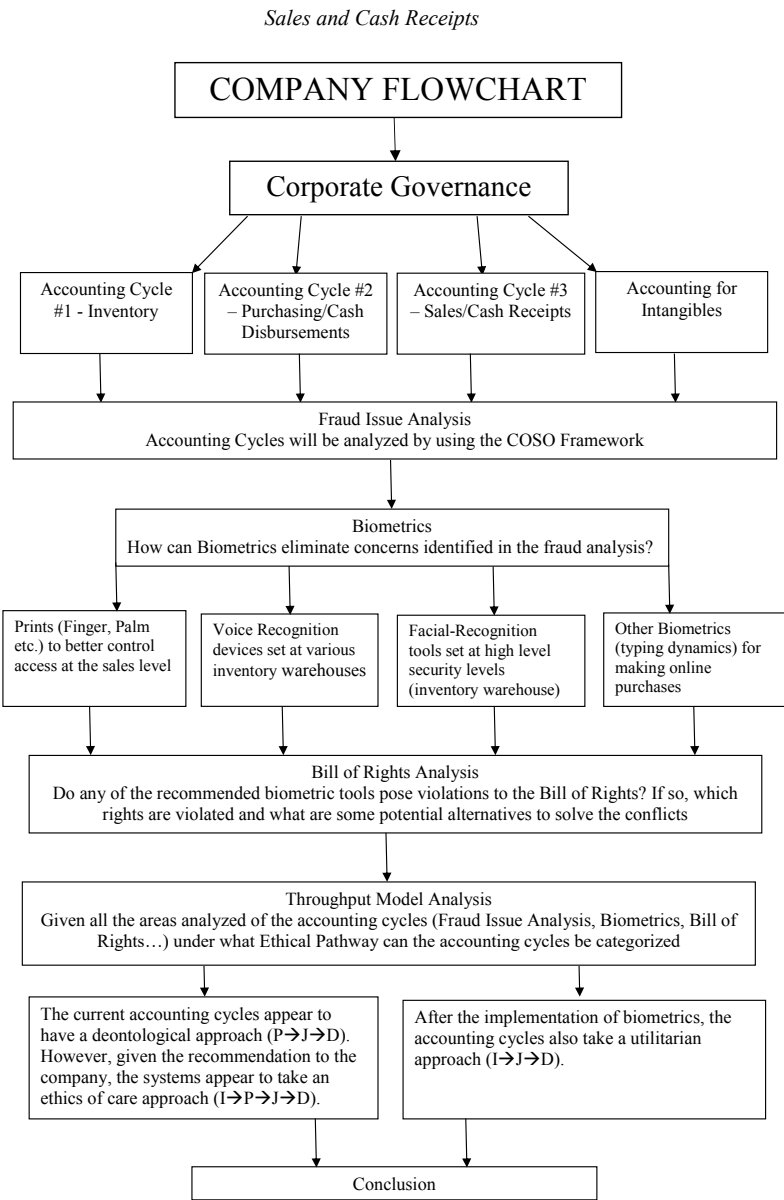 Sales and Cash Receipts
COMPANY FLOWCHART
Corporate Governance
Accounting Cycle
#1 - Inventory
Accounting Cycle #2
– Purchasing/Cash
Disbursements
Accounting Cycle #3
– Sales/Cash Receipts
Accounting for
Intangibles
Fraud Issue Analysis
Accounting Cycles will be analyzed by using the COSO Framework
Biometrics
How can Biometrics eliminate concerns identified in the fraud analysis?
Prints (Finger, Palm
etc.) to better control
access at the sales level
Voice Recognition
devices set at various
inventory warehouses
Facial-Recognition
tools set at high level
security levels
(inventory warehouse)
Other Biometrics
(typing dynamics) for
making online
purchases
Bill of Rights Analysis
Do any of the recommended biometric tools pose violations to the Bill of Rights? If so, which
rights are violated and what are some potential alternatives to solve the conflicts
Throughput Model Analysis
Given all the areas analyzed of the accounting cycles (Fraud Issue Analysis, Biometrics, Bill of
Rights…) under what Ethical Pathway can the accounting cycles be categorized
The current accounting cycles appear to
have a deontological approach (P→J→D).
However, given the recommendation to the
company, the systems appear to take an
ethics of care approach (I→P→J→D).
After the implementation of biometrics, the
accounting cycles also take a utilitarian
approach (I→J→D).
Conclusion